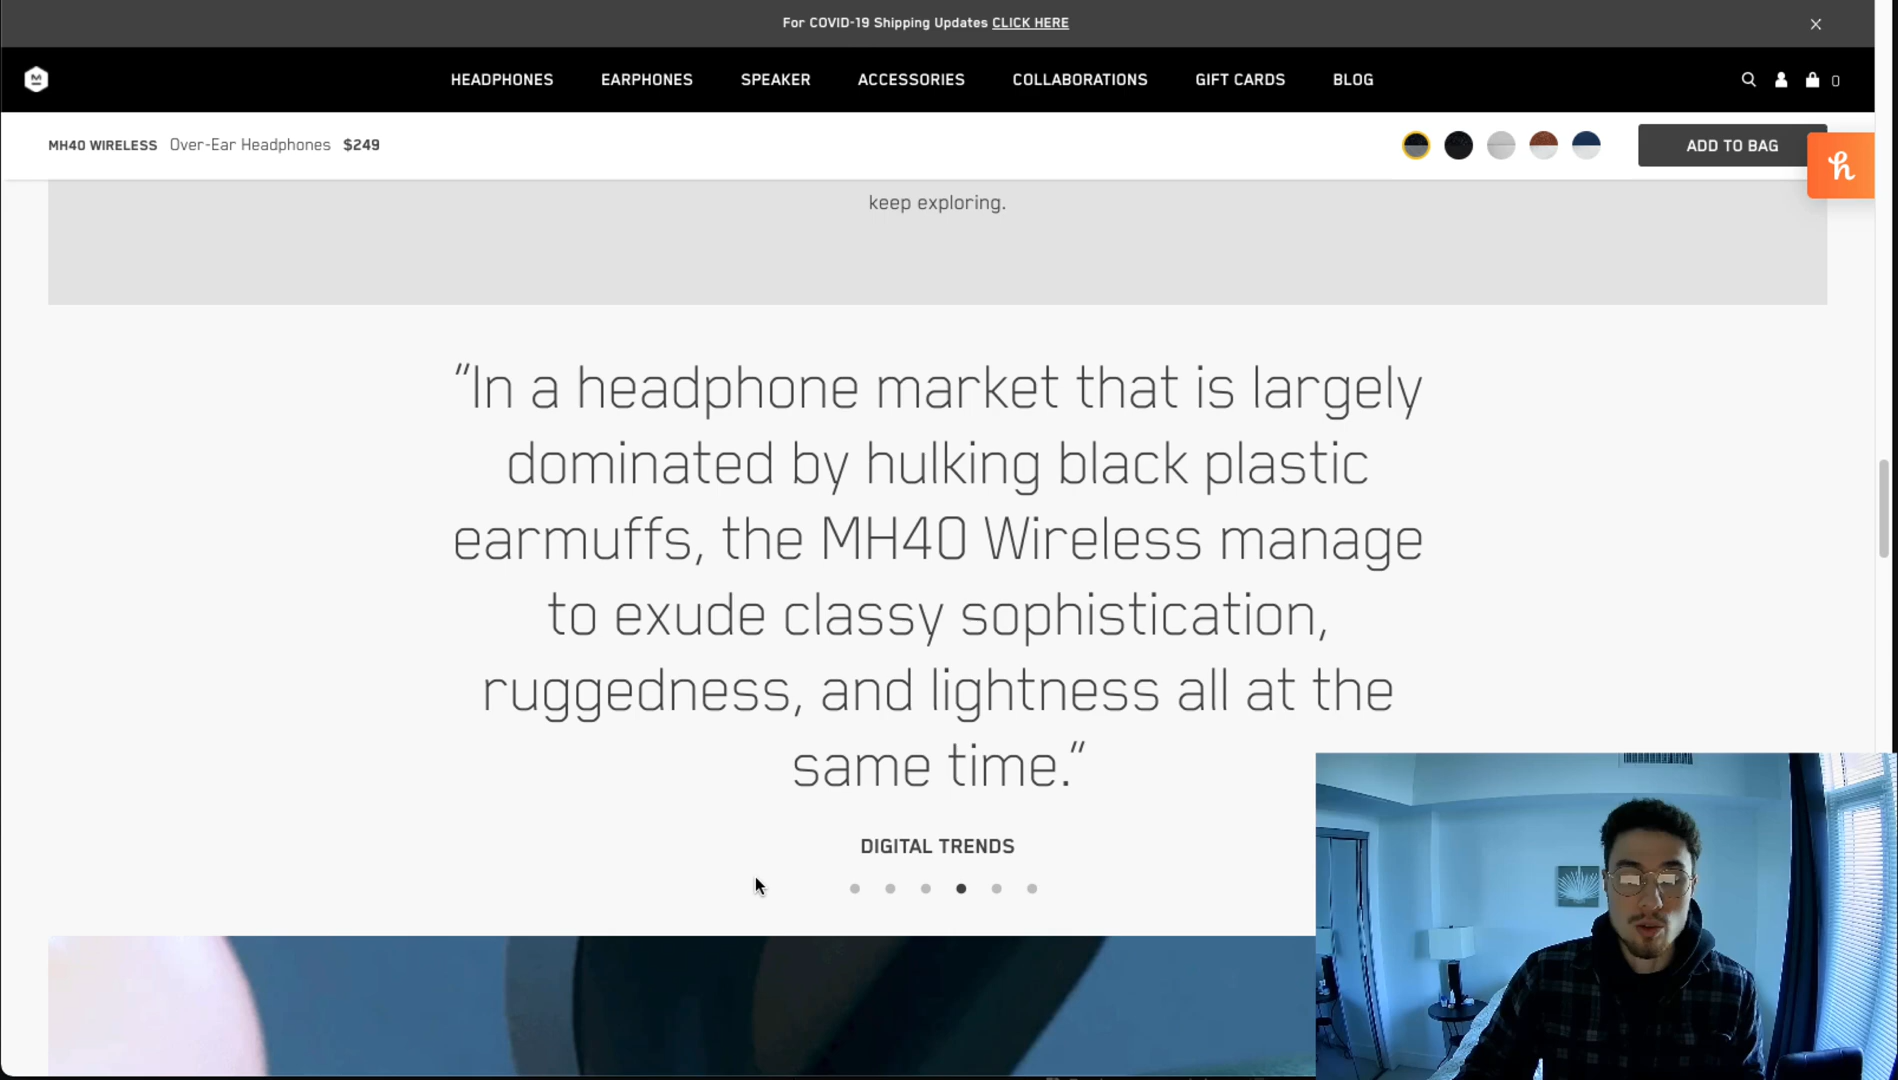 For COVID-19 Shipping Updates CLICK HERE
HEADPHONES EARPHONES SPEAKER ACCESSORIES COLLABORATIONS GIFT CARDS BLOG
0
MH40 WIRELESS Over-Ear Headphones $249
ADD TO BAG
keep exploring.
“In a headphone market that is largely
dominated by hulking black plastic
earmuffs, the MH40 Wireless manage
to exude classy sophistication,
ruggedness, and lightness all at the
same time.”
DIGITAL TRENDS